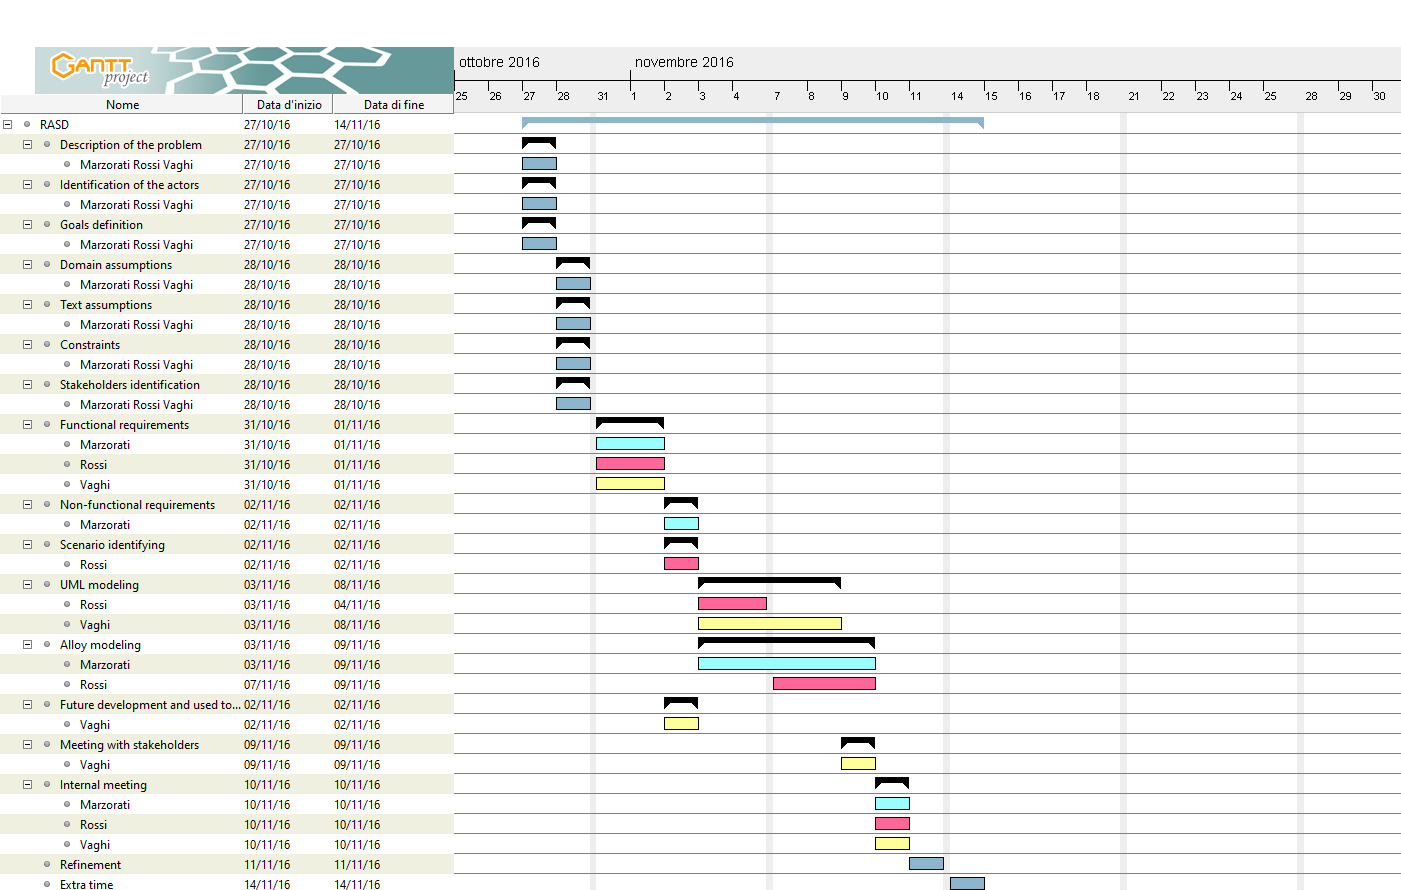 GANTT project
ottobre 2016 novembre 2016
25 26 27 28 31 1 2 3 4 7 8 9 10 11 14 15 16 17 18 21 22 23 24 25 28 29 30
Nome Data d'inizio Data di fine
RASD 27/10/16 14/11/16
Description of the problem 27/10/16 27/10/16
Marzorati Rossi Vaghi 27/10/16 27/10/16
Identification of the actors 27/10/16 27/10/16
Marzorati Rossi Vaghi 27/10/16 27/10/16
Goals definition 27/10/16 27/10/16
Marzorati Rossi Vaghi 27/10/16 27/10/16
Domain assumptions 28/10/16 28/10/16
Marzorati Rossi Vaghi 28/10/16 28/10/16
Text assumptions 28/10/16 28/10/16
Marzorati Rossi Vaghi 28/10/16 28/10/16
Constraints 28/10/16 28/10/16
Marzorati Rossi Vaghi 28/10/16 28/10/16
Stakeholders identification 28/10/16 28/10/16
Marzorati Rossi Vaghi 28/10/16 28/10/16
Functional requirements 31/10/16 01/11/16
Marzorati 31/10/16 01/11/16
Rossi 31/10/16 01/11/16
Vaghi 31/10/16 01/11/16
Non-functional requirements 02/11/16 02/11/16
Marzorati 02/11/16 02/11/16
Scenario identifying 02/11/16 02/11/16
Rossi 02/11/16 02/11/16
UML modeling 03/11/16 08/11/16
Rossi 03/11/16 04/11/16
Vaghi 03/11/16 08/11/16
Alloy modeling 03/11/16 09/11/16
Marzorati 03/11/16 09/11/16
Rossi 07/11/16 09/11/16
Future development and used to... 02/11/16 02/11/16
Vaghi 02/11/16 02/11/16
Meeting with stakeholders 09/11/16 09/11/16
Vaghi 09/11/16 09/11/16
Internal meeting 10/11/16 10/11/16
Marzorati 10/11/16 10/11/16
Rossi 10/11/16 10/11/16
Vaghi 10/11/16 10/11/16
Refinement 11/11/16 11/11/16
Extra time 14/11/16 14/11/16